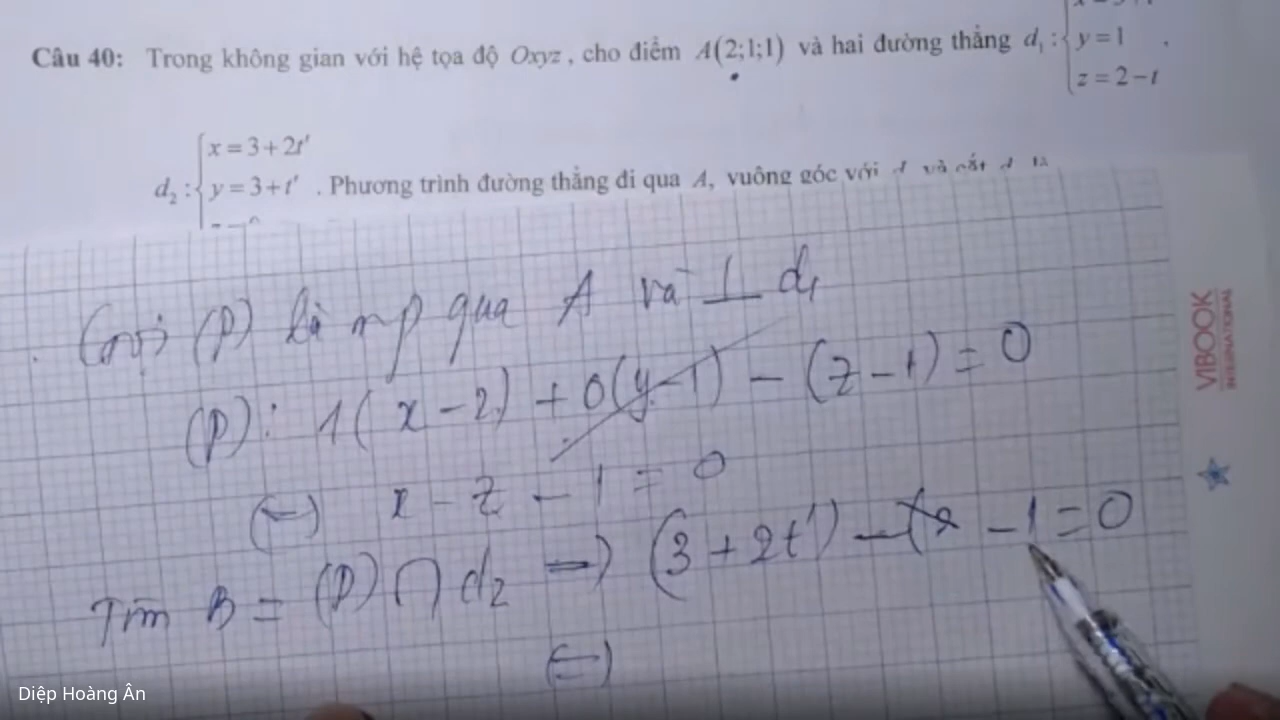 Câu 40: Trong không gian với hệ tọa độ Oxyz, cho điểm A(2;1;1) và hai đường thẳng d₁:
y = 1
z = 2 − t
d₂:
x = 3 + 2t'
y = 3 + t' . Phương trình đường thẳng đi qua A, vuông góc với
Gọi (P) là mp qua A và ⊥ d₁
(P): 1(x − 2) + 0(y − 1) − (z − 1) = 0
(=) x − z − 1 = 0
Tìm B = (P) ∩ d₂ => (3 + 2t') − − 1 = 0
(=)
VIBOOK
INTERNATIONAL
Diệp Hoàng Ân